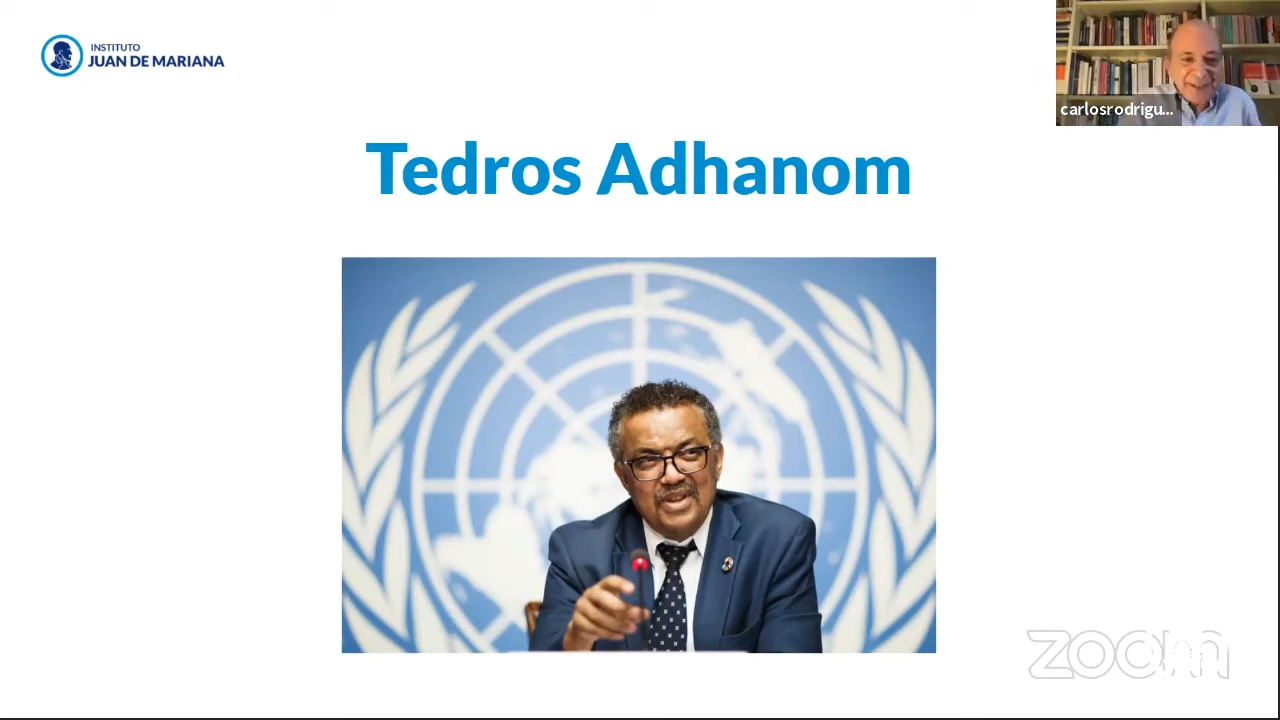 INSTITUTO
JUAN DE MARIANA
carlosrodrigu...
Tedros Adhanom
zoom